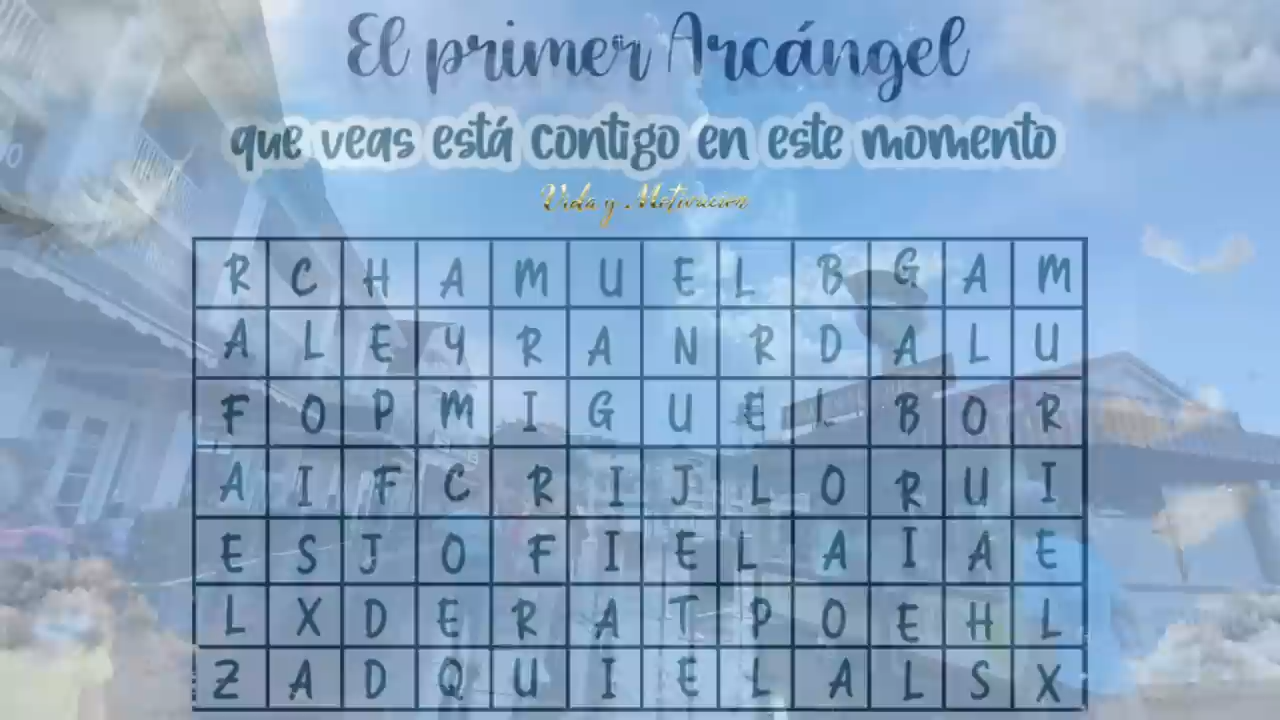 El primer Arcángel
que veas está contigo en este momento
Vida y Motivación
R C H A M U E L B G A M
A L E Y R A N R D A L U
F O P M I G U E L B O R
A I F C R I J L O R U I
E S J O F I E L A I A E
L X D E R A T P O E H L
Z A D Q U I E L A L S X